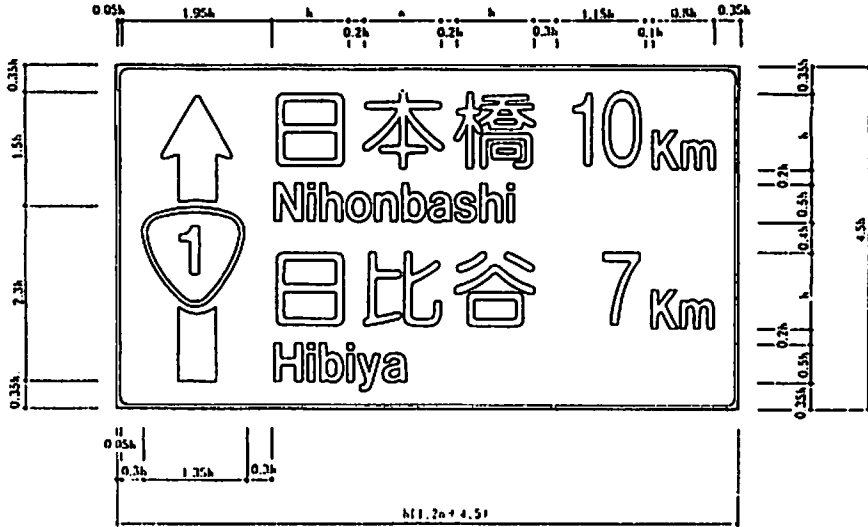 0.05h 1.95h h 0.2h n 0.2h h 0.3h 1.15h 0.1h 0.8h 0.35h
0.35h 1.5h 2.3h 0.35h
日本橋 10Km
Nihonbashi
1
日比谷 7Km
Hibiya
0.35h h 0.2h 0.5h 0.4h h 0.2h 0.5h 0.35h
4.5h
0.05h
0.3h 1.35h 0.3h
h(1.2n+4.5)